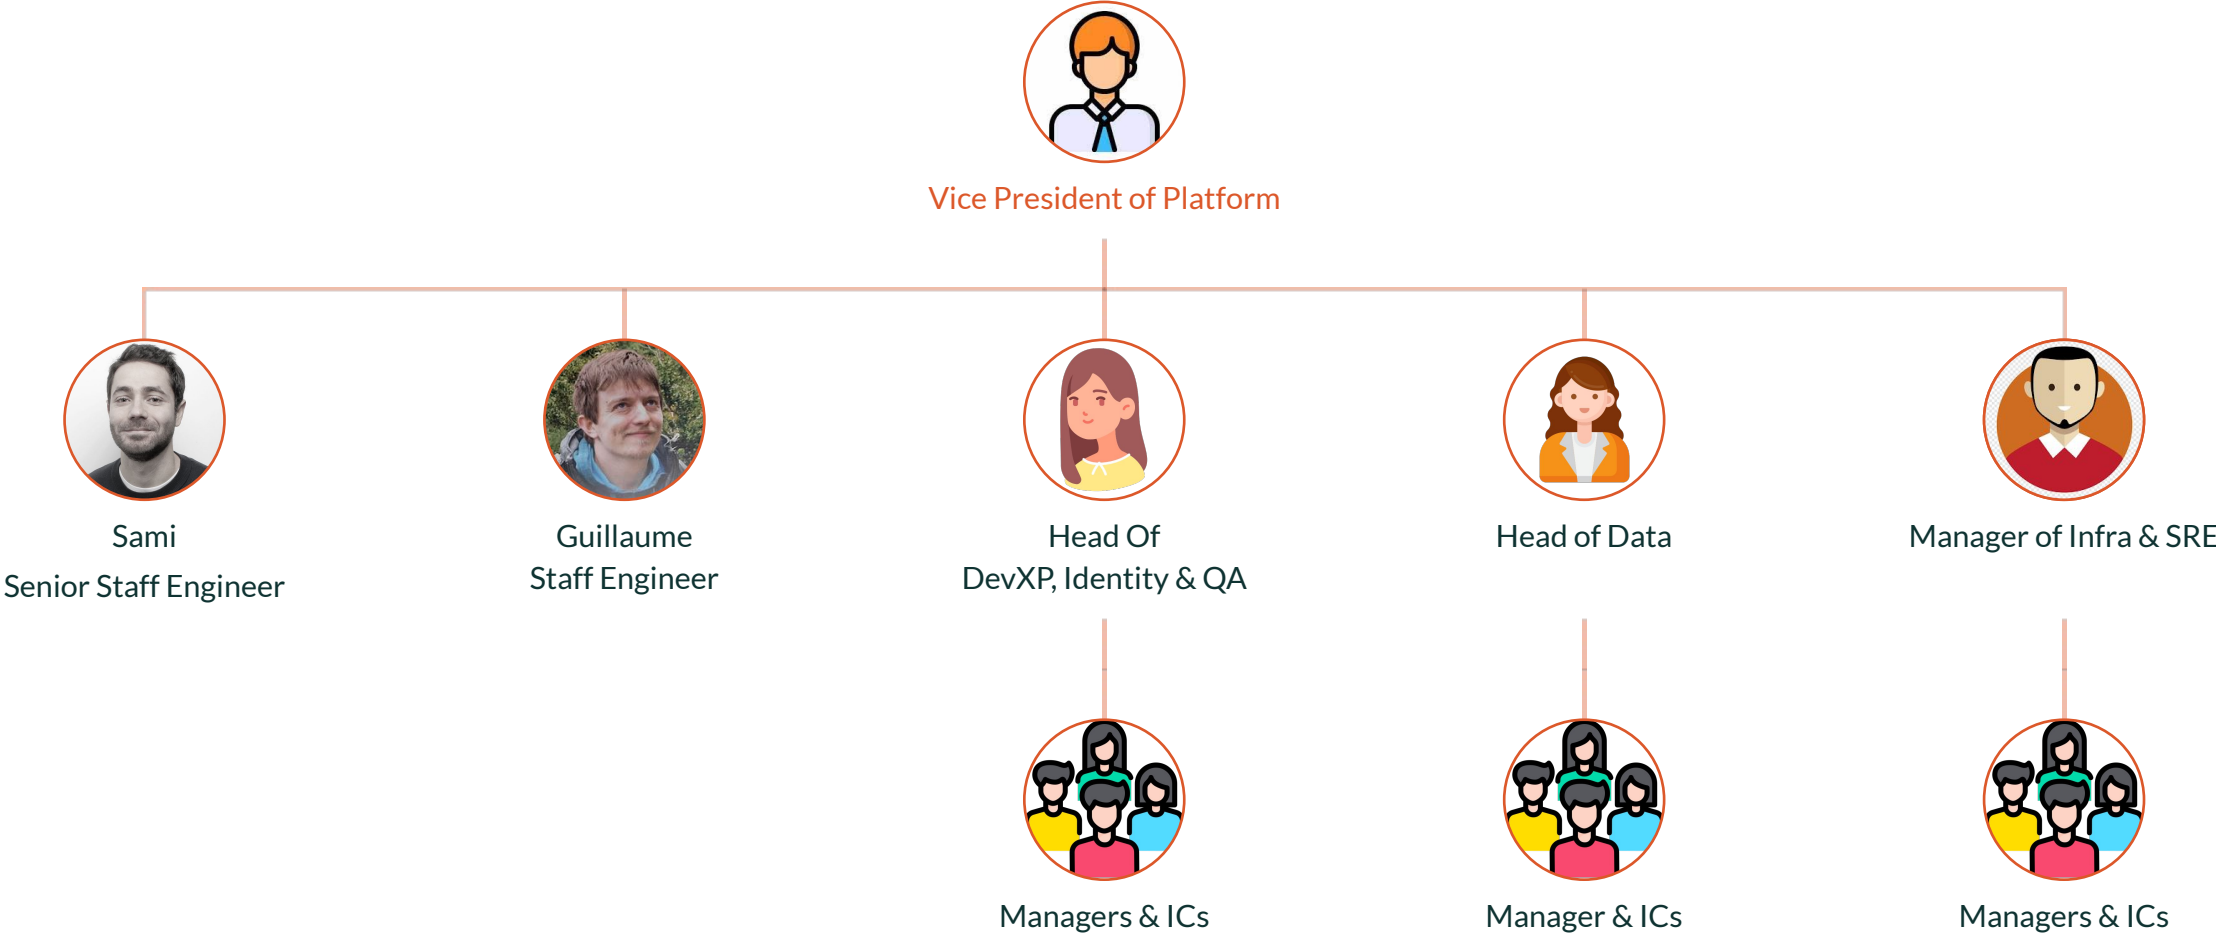 Vice President of Platform
Sami
Senior Staff Engineer
Guillaume
Staff Engineer
Head Of
DevXP, Identity & QA
Head of Data
Manager of Infra & SRE
Managers & ICs
Manager & ICs
Managers & ICs